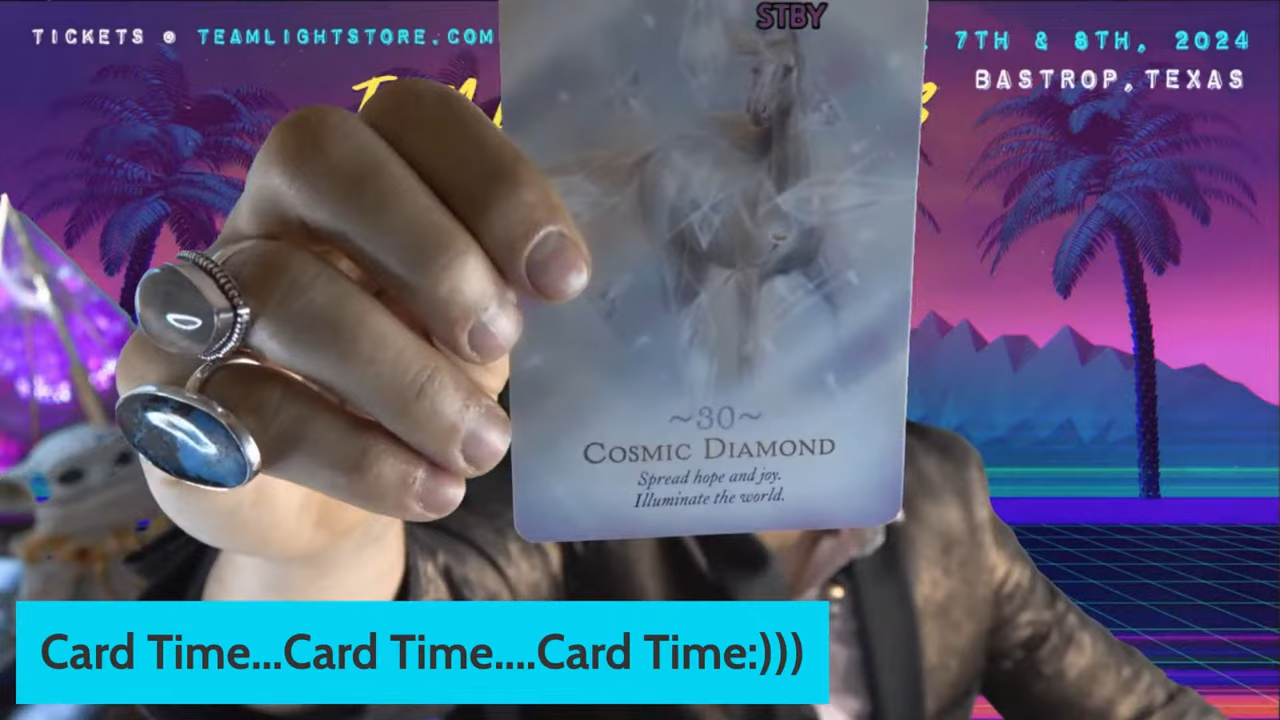 STBY
TICKETS @ TEAMLIGHTSTORE.COM
7TH & 8TH, 2024
BASTROP, TEXAS
~30~
COSMIC DIAMOND
Spread hope and joy.
Illuminate the world.
Card Time...Card Time....Card Time:)))